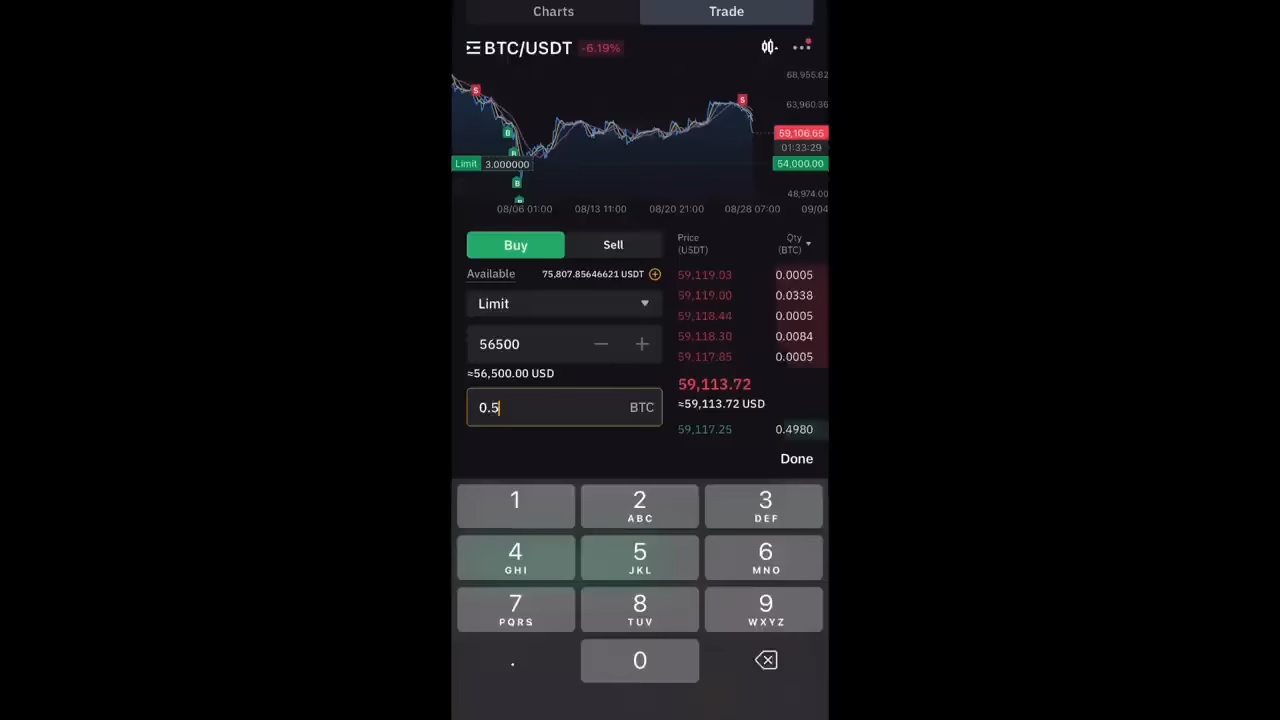 Charts Trade
BTC/USDT -6.19%
68,955.62
S
S
63,960.36
B
59,106.65
01:33:29
B
Limit 3.000000
54,000.00
B
48,974.00
B
08/06 01:00 08/13 11:00 08/20 21:00 08/28 07:00 09/04
Buy Sell
Available 75,807.85646621 USDT
Limit
56500
≈56,500.00 USD
0.5 BTC
Price Qty
(USDT) (BTC)
59,119.03 0.0005
59,119.00 0.0338
59,118.44 0.0005
59,118.30 0.0084
59,117.85 0.0005
59,113.72
≈59,113.72 USD
59,117.25 0.4980
Done
1 2 3
ABC DEF
4 5 6
GHI JKL MNO
7 8 9
PQRS TUV WXYZ
. 0